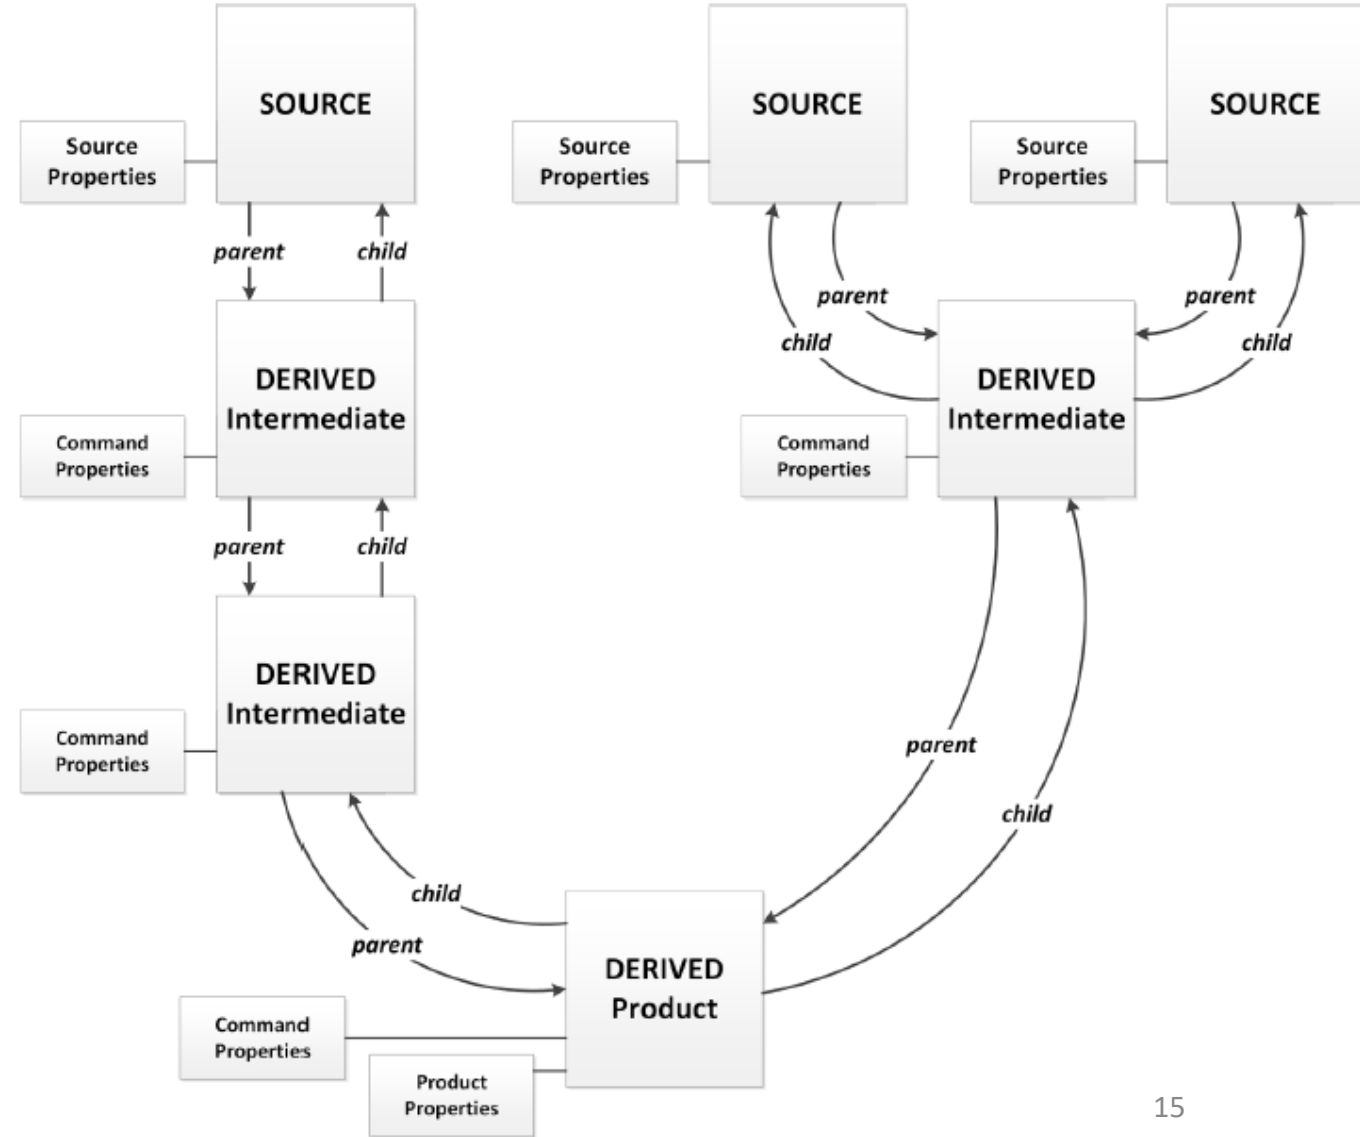 SOURCE
SOURCE
SOURCE
Source
Properties
Source
Properties
Source
Properties
parent
child
parent
child
parent
child
DERIVED
Intermediate
DERIVED
Intermediate
Command
Properties
Command
Properties
parent
child
DERIVED
Intermediate
Command
Properties
parent
child
child
parent
DERIVED
Product
Command
Properties
Product
Properties
15